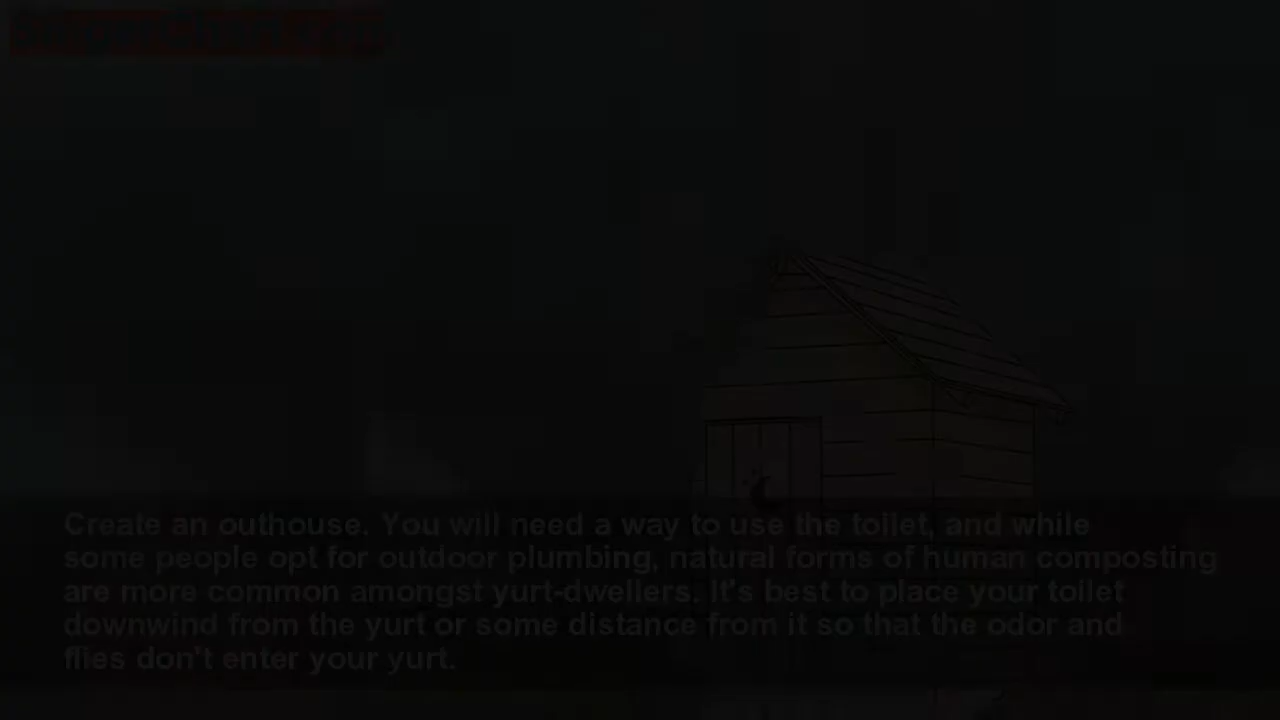 Create an outhouse. You will need a way to use the toilet, and while
some people opt for outdoor plumbing, natural forms of human composting
are more common amongst yurt-dwellers. It's best to place your toilet
downwind from the yurt or some distance from it so that the odor and
flies don't enter your yurt.